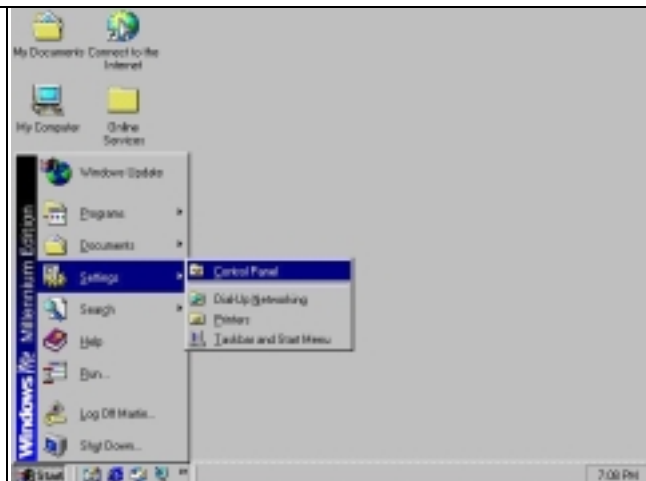 My Documents Connect to the
Internet
My Computer Online
Services
Windows Update
Programs
Documents
Settings
Search
Help
Run...
Log Off Martin...
Shut Down...
Control Panel
Dial-Up Networking
Printers
Taskbar and Start Menu
Windows Me Millennium Edition
Start
7:08 PM